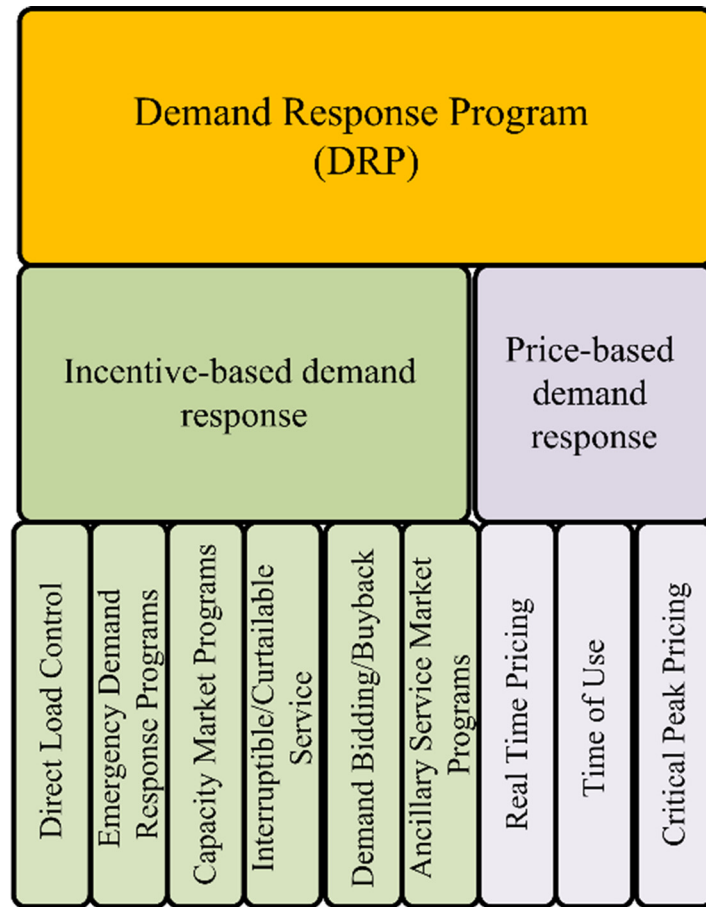 Demand Response Program
(DRP)
Incentive-based demand
response
Price-based
demand
response
Direct Load Control
Emergency Demand
Response Programs
Capacity Market Programs
Interruptible/Curtailable
Service
Demand Bidding/Buyback
Ancillary Service Market
Programs
Real Time Pricing
Time of Use
Critical Peak Pricing